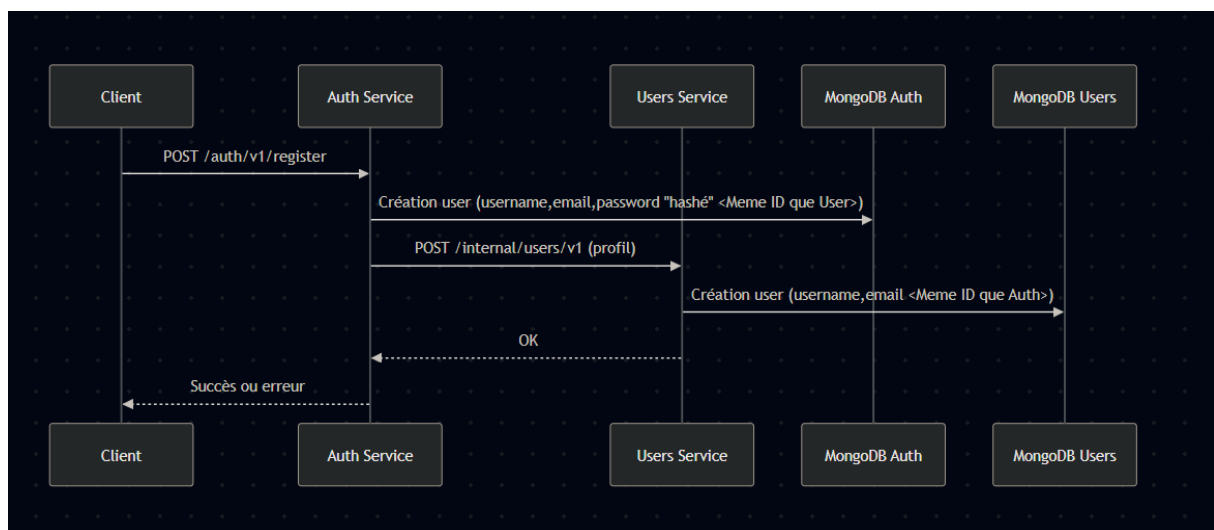 Client
Auth Service
Users Service
MongoDB Auth
MongoDB Users
POST /auth/v1/register
Création user (username,email,password "hashé" <Meme ID que User>)
POST /internal/users/v1 (profil)
Création user (username,email <Meme ID que Auth>)
OK
Succès ou erreur
Client
Auth Service
Users Service
MongoDB Auth
MongoDB Users